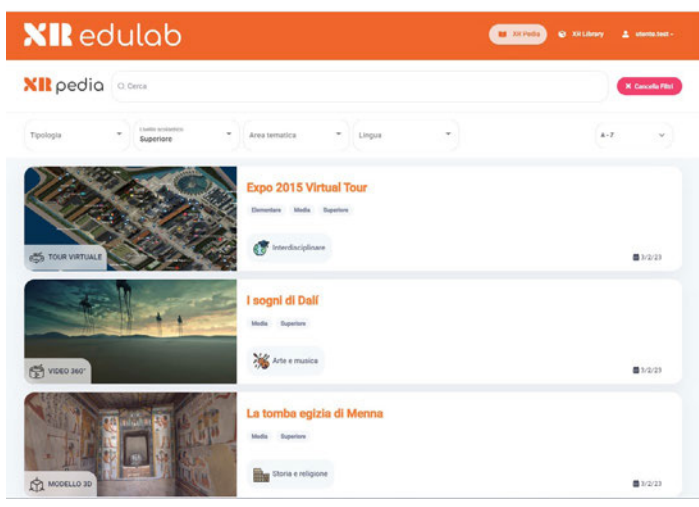 XR edulab
XR Pedia
XR Library
utente.test
XR pedia
Cerca
Cancella Filtri
Tipologia
Livello scolastico
Superiore
Area tematica
Lingua
A - Z
Expo 2015 Virtual Tour
Elementare Media Superiore
Interdisciplinare
TOUR VIRTUALE
3/2/23
I sogni di Dalí
Media Superiore
Arte e musica
VIDEO 360°
3/2/23
La tomba egizia di Menna
Media Superiore
Storia e religione
MODELLO 3D
3/2/23